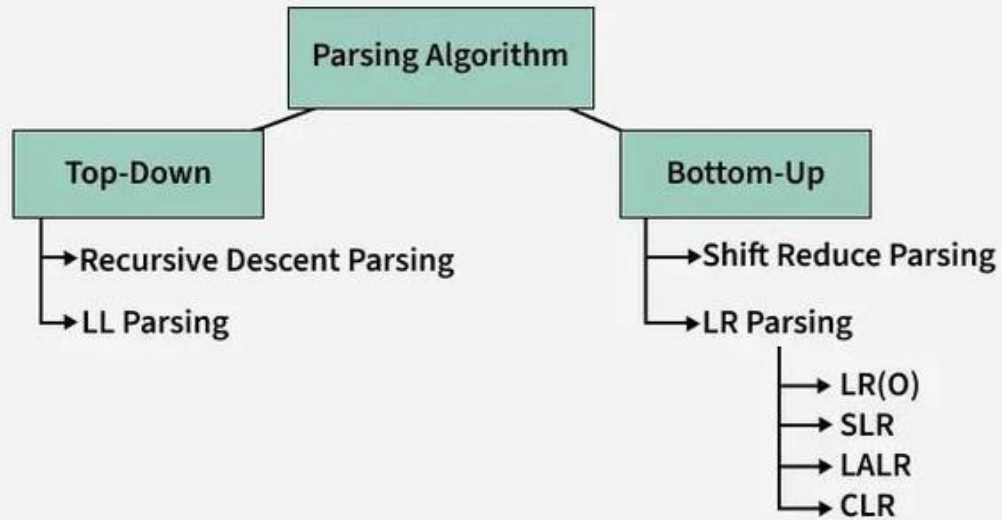 Parsing Algorithm
Top-Down
Bottom-Up
Recursive Descent Parsing
LL Parsing
Shift Reduce Parsing
LR Parsing
LR(O)
SLR
LALR
CLR